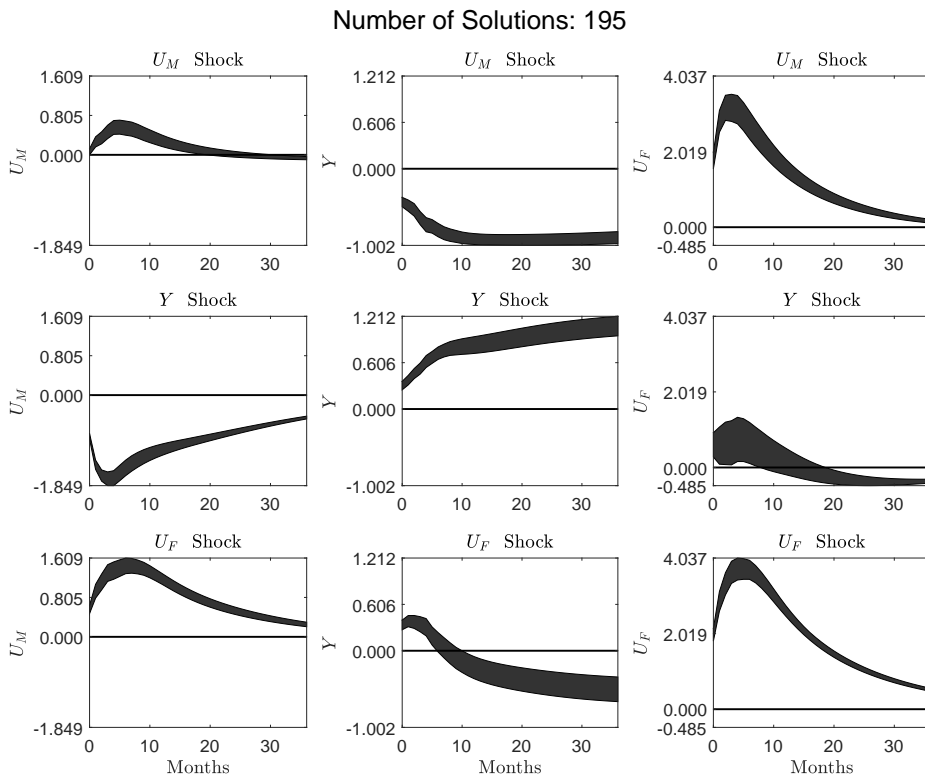 Number of Solutions: 195
U_M Shock
U_M Shock
U_M Shock
1.609
0.805
0.000
-1.849
U_M
0 10 20 30
1.212
0.606
0.000
-1.002
Y
0 10 20 30
4.037
2.019
0.000
-0.485
U_F
0 10 20 30
Y Shock
Y Shock
Y Shock
1.609
0.805
0.000
-1.849
U_M
0 10 20 30
1.212
0.606
0.000
-1.002
Y
0 10 20 30
4.037
2.019
0.000
-0.485
U_F
0 10 20 30
U_F Shock
U_F Shock
U_F Shock
1.609
0.805
0.000
-1.849
U_M
0 10 20 30
Months
1.212
0.606
0.000
-1.002
Y
0 10 20 30
Months
4.037
2.019
0.000
-0.485
U_F
0 10 20 30
Months